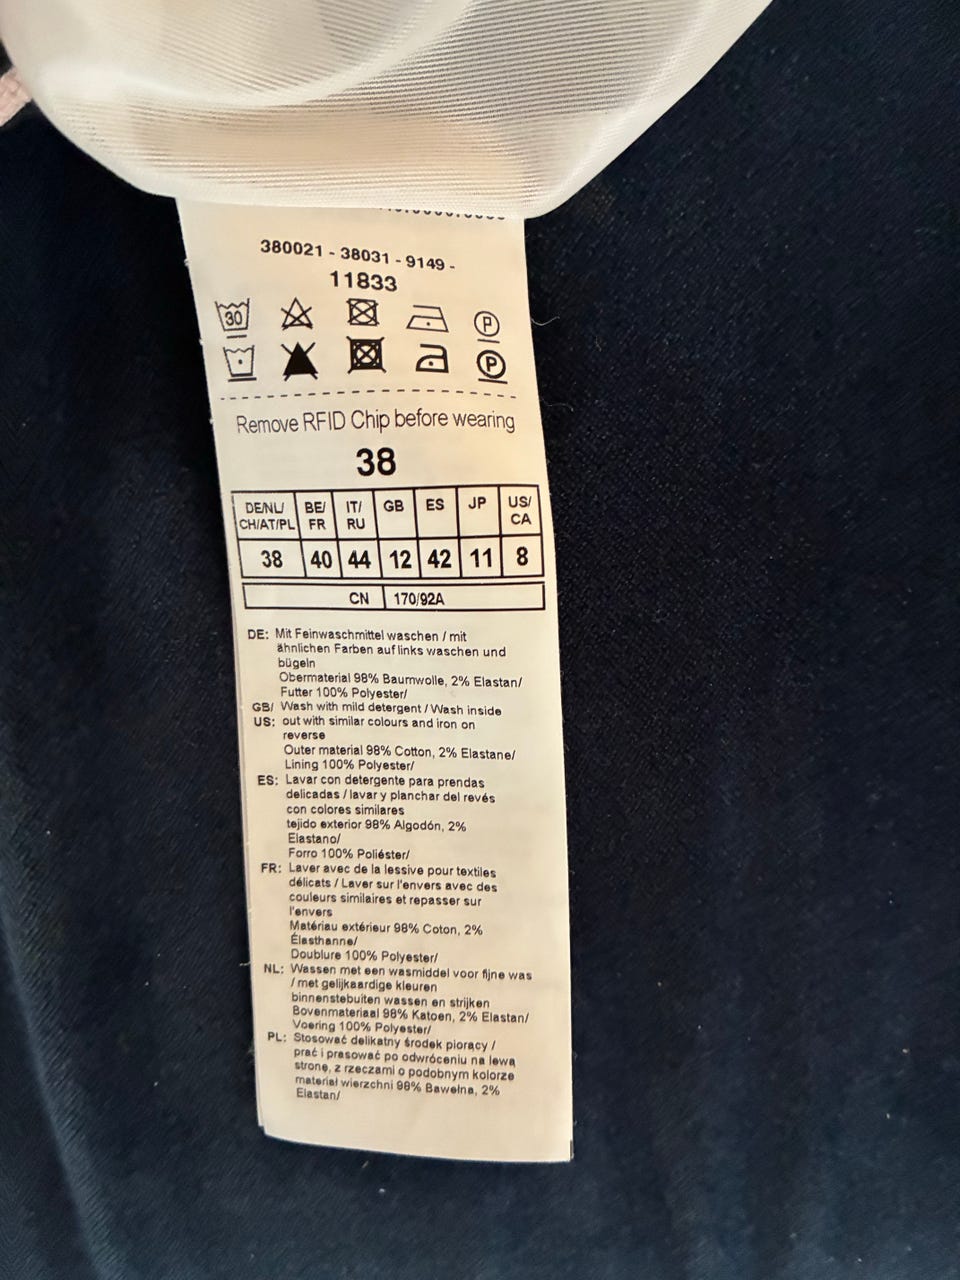 380021 - 38031 - 9149 -
11833
30
P
P
Remove RFID Chip before wearing
38
DE/NL/ CH/AT/PL BE/ FR IT/ RU GB ES JP US/ CA
38 40 44 12 42 11 8
CN 170/92A
DE: Mit Feinwaschmittel waschen / mit
ähnlichen Farben auf links waschen und
bügeln
Obermaterial 98% Baumwolle, 2% Elastan/
Futter 100% Polyester/
GB/ Wash with mild detergent / Wash inside
US: out with similar colours and iron on
reverse
Outer material 98% Cotton, 2% Elastane/
Lining 100% Polyester/
ES: Lavar con detergente para prendas
delicadas / lavar y planchar del revés
con colores similares
tejido exterior 98% Algodón, 2%
Elastano/
Forro 100% Poliéster/
FR: Laver avec de la lessive pour textiles
délicats / Laver sur l'envers avec des
couleurs similaires et repasser sur
l'envers
Matériau extérieur 98% Coton, 2%
Élasthanne/
Doublure 100% Polyester/
NL: Wassen met een wasmiddel voor fijne was
/ met gelijkaardige kleuren
binnenstebuiten wassen en strijken
Bovenmateriaal 98% Katoen, 2% Elastan/
Voering 100% Polyester/
PL: Stosować delikatny środek piorący /
prać i prasować po odwróceniu na lewą
stronę, z rzeczami o podobnym kolorze
materiał wierzchni 98% Bawełna, 2%
Elastan/